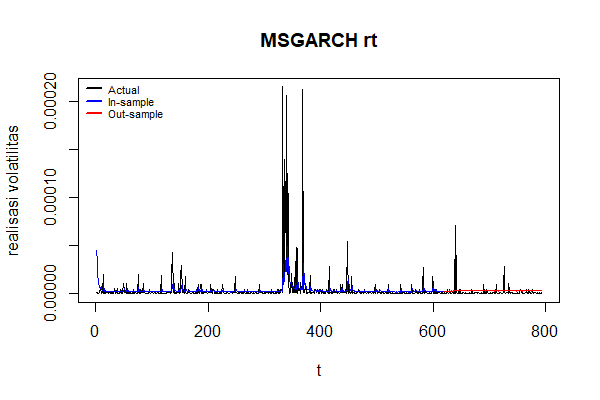 MSGARCH rt
realisasi volatilitas
0.00020
0.00010
0.00000
Actual
In-sample
Out-sample
0 200 400 600 800
t